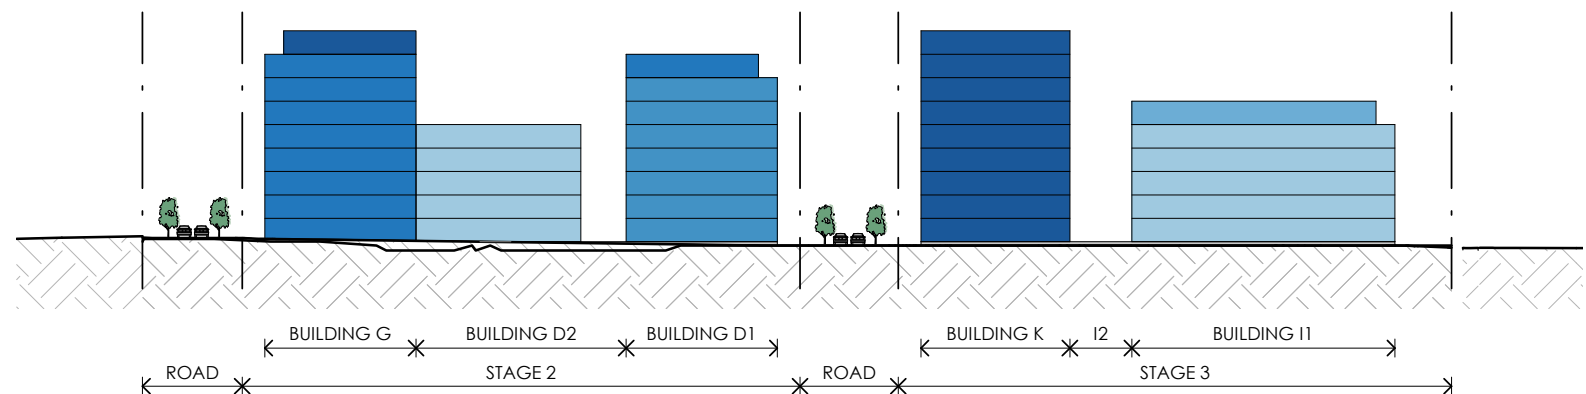 BUILDING G
BUILDING D2
BUILDING D1
BUILDING K
I2
BUILDING I1
ROAD
STAGE 2
ROAD
STAGE 3